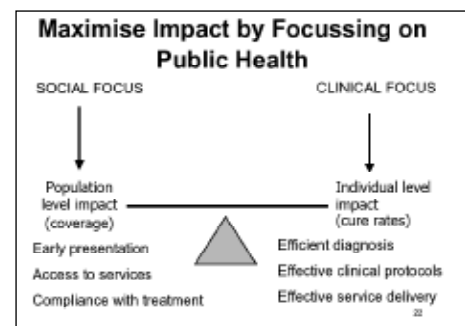 Maximise Impact by Focussing on
Public Health
SOCIAL FOCUS
CLINICAL FOCUS
Population
level impact
(coverage)
Individual level
impact
(cure rates)
Early presentation
Access to services
Compliance with treatment
Efficient diagnosis
Effective clinical protocols
Effective service delivery
22